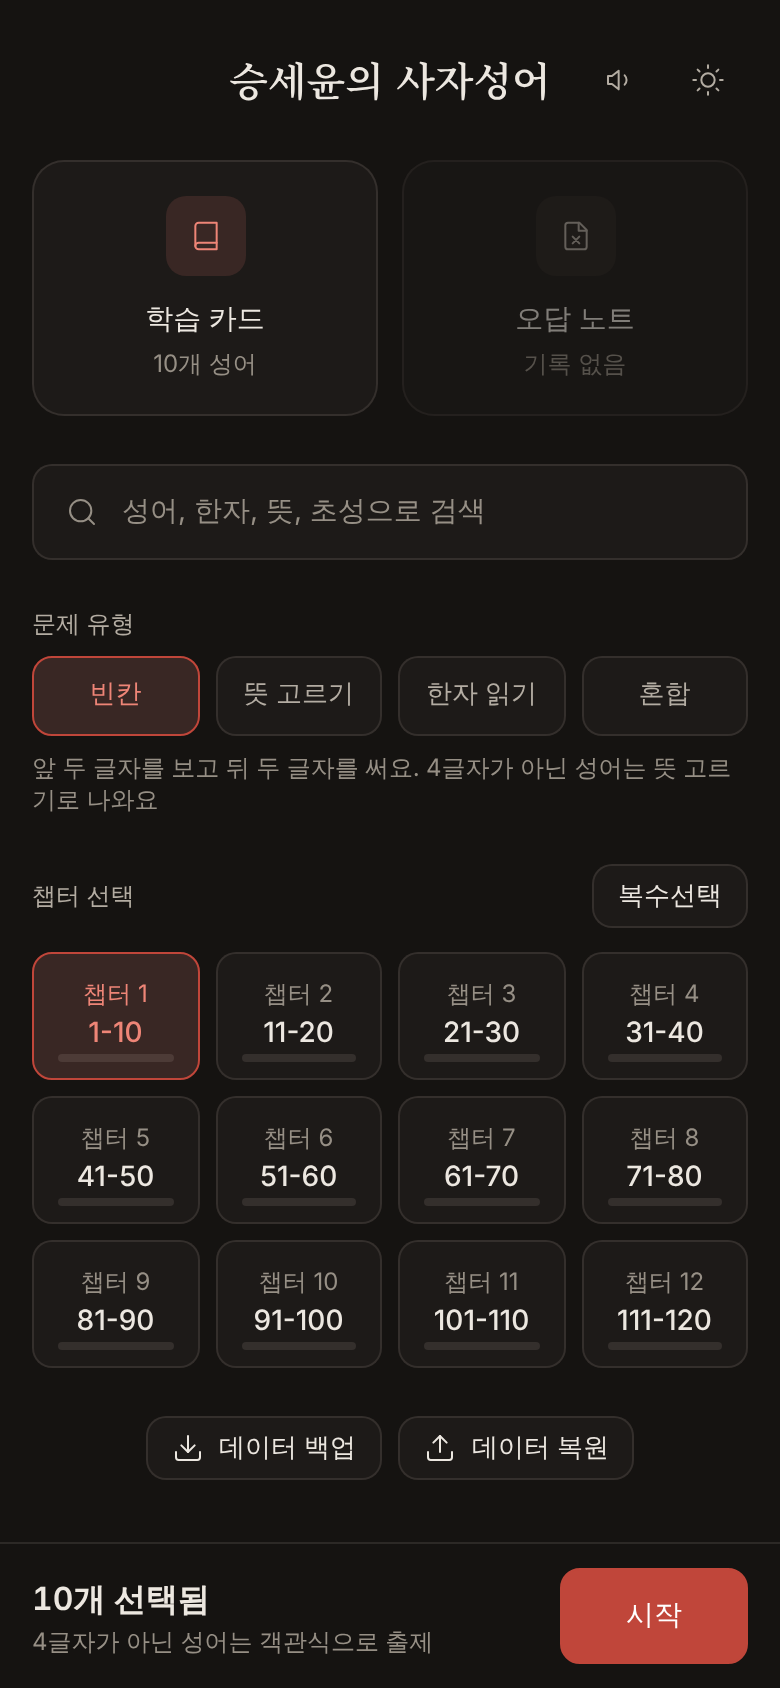 승세윤의 사자성어
학습 카드
10개 성어
오답 노트
기록 없음
성어, 한자, 뜻, 초성으로 검색
문제 유형
빈칸
뜻 고르기
한자 읽기
혼합
앞 두 글자를 보고 뒤 두 글자를 써요. 4글자가 아닌 성어는 뜻 고르
기로 나와요
챕터 선택
복수선택
챕터 1
1-10
챕터 2
11-20
챕터 3
21-30
챕터 4
31-40
챕터 5
41-50
챕터 6
51-60
챕터 7
61-70
챕터 8
71-80
챕터 9
81-90
챕터 10
91-100
챕터 11
101-110
챕터 12
111-120
데이터 백업
데이터 복원
10개 선택됨
4글자가 아닌 성어는 객관식으로 출제
시작